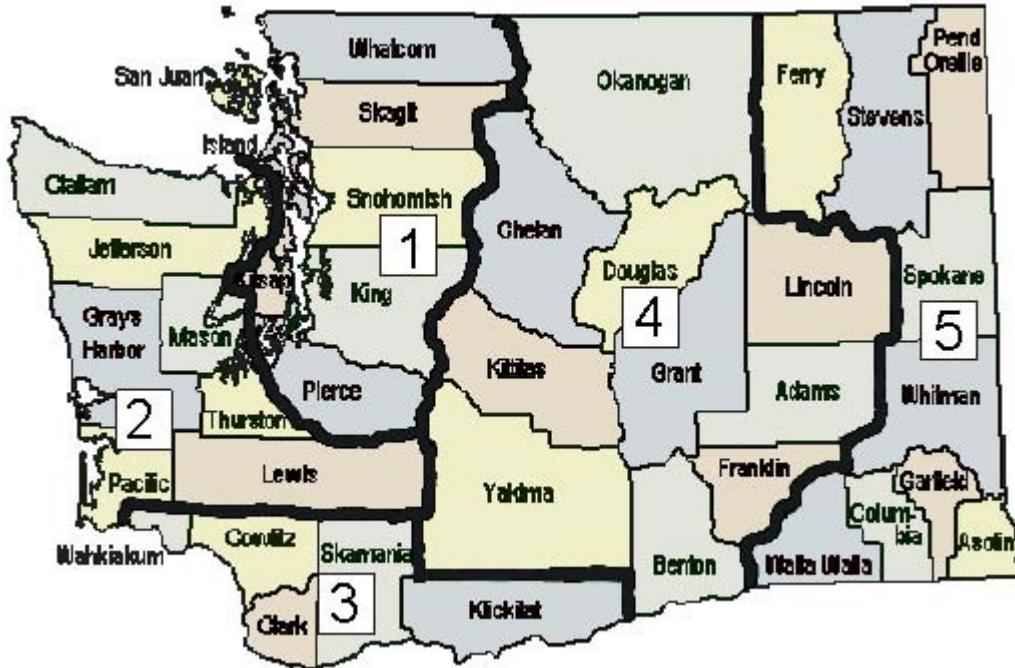 Whatcom
Okanogan
Ferry
Pend
Oreille
Stevens
San Juan
Skagit
Island
Clallam
Snohomish
Chelan
1
Jefferson
Douglas
Spokane
Kitsap
King
Lincoln
4
5
Grays
Harbor
Mason
Kittitas
Grant
Adams
Whitman
Pierce
2
Thurston
Lewis
Franklin
Garfield
Pacific
Yakima
Colum-
bia
Asotin
Wahkiakum
Cowlitz
Skamania
Benton
Walla Walla
3
Clark
Klickitat